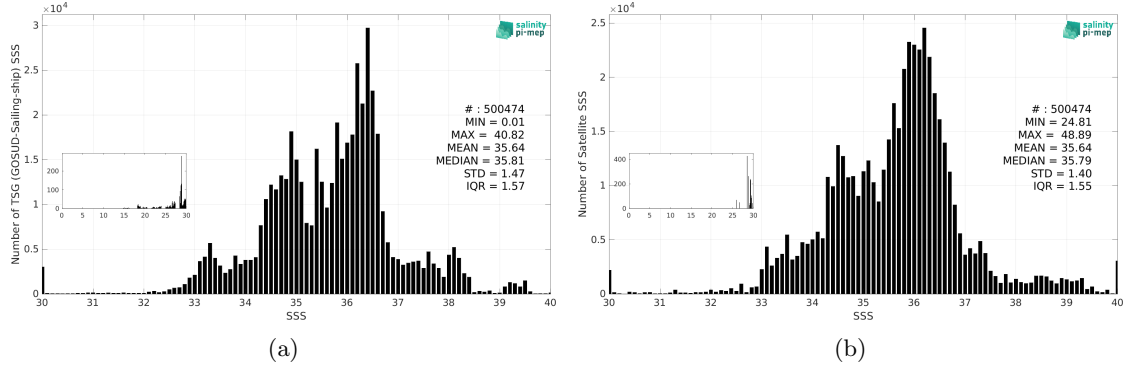 ×10⁴
3
2.5
2
1.5
1
0.5
0
Number of TSG (GOSUD-Sailing-ship) SSS
salinity
pi-mep
# : 500474
MIN = 0.01
MAX = 40.82
MEAN = 35.64
MEDIAN = 35.81
STD = 1.47
IQR = 1.57
200
100
0
0 5 10 15 20 25 30
30 31 32 33 34 35 36 37 38 39 40
SSS
(a)
×10⁴
2.5
2
1.5
1
0.5
0
Number of Satellite SSS
salinity
pi-mep
# : 500474
MIN = 24.81
MAX = 48.89
MEAN = 35.64
MEDIAN = 35.79
STD = 1.40
IQR = 1.55
400
200
0
0 5 10 15 20 25 30
30 31 32 33 34 35 36 37 38 39 40
SSS
(b)